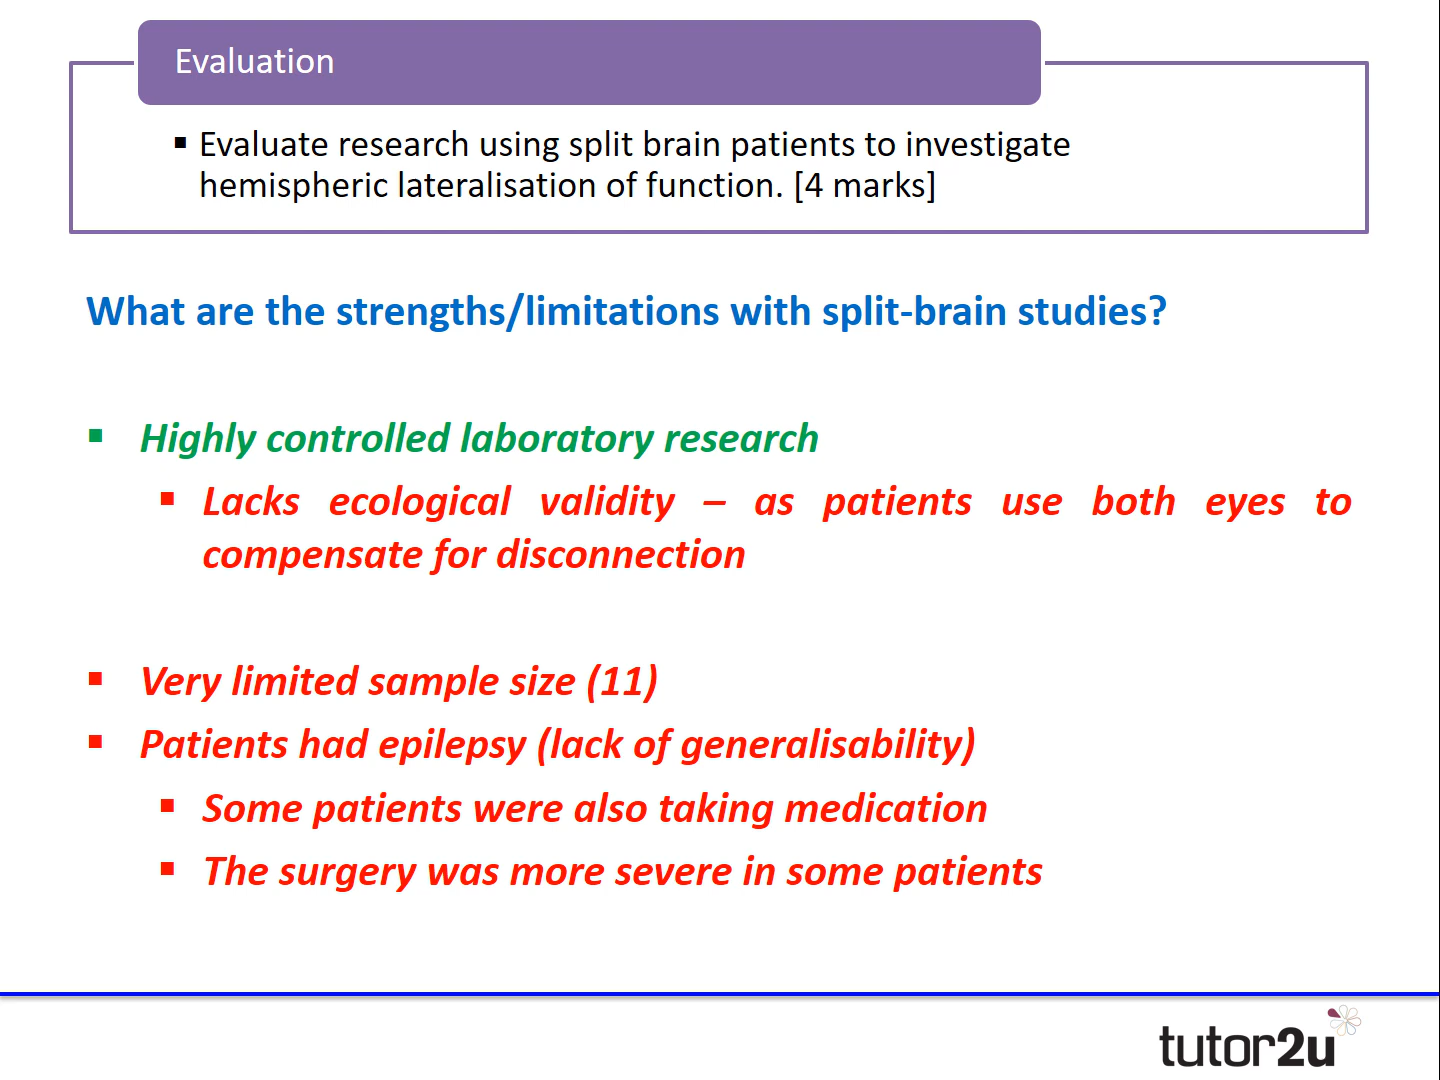 Evaluation
▪ Evaluate research using split brain patients to investigate
hemispheric lateralisation of function. [4 marks]
What are the strengths/limitations with split-brain studies?
▪ Highly controlled laboratory research
▪ Lacks ecological validity – as patients use both eyes to
compensate for disconnection
▪ Very limited sample size (11)
▪ Patients had epilepsy (lack of generalisability)
▪ Some patients were also taking medication
▪ The surgery was more severe in some patients
tutor2u